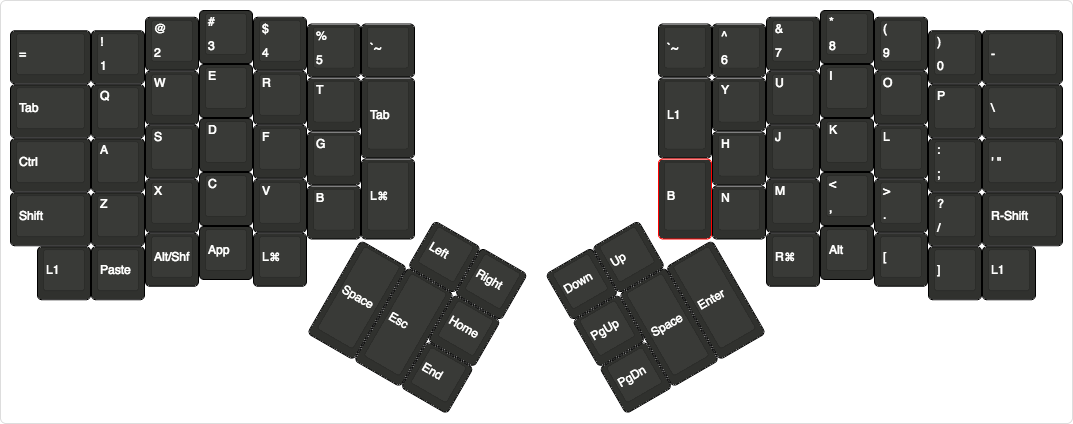 =
!
1
@
2
#
3
$
4
%
5
`~
Tab
Q
W
E
R
T
Tab
Ctrl
A
S
D
F
G
Shift
Z
X
C
V
B
L⌘
L1
Paste
Alt/Shf
App
L⌘
Left
Right
Space
Esc
Home
End
`~
^
6
&
7
*
8
(
9
)
0
-
L1
Y
U
I
O
P
\
H
J
K
L
:
;
' "
B
N
M
<
,
>
.
?
/
R-Shift
R⌘
Alt
[
]
L1
Down
Up
PgUp
Space
Enter
PgDn